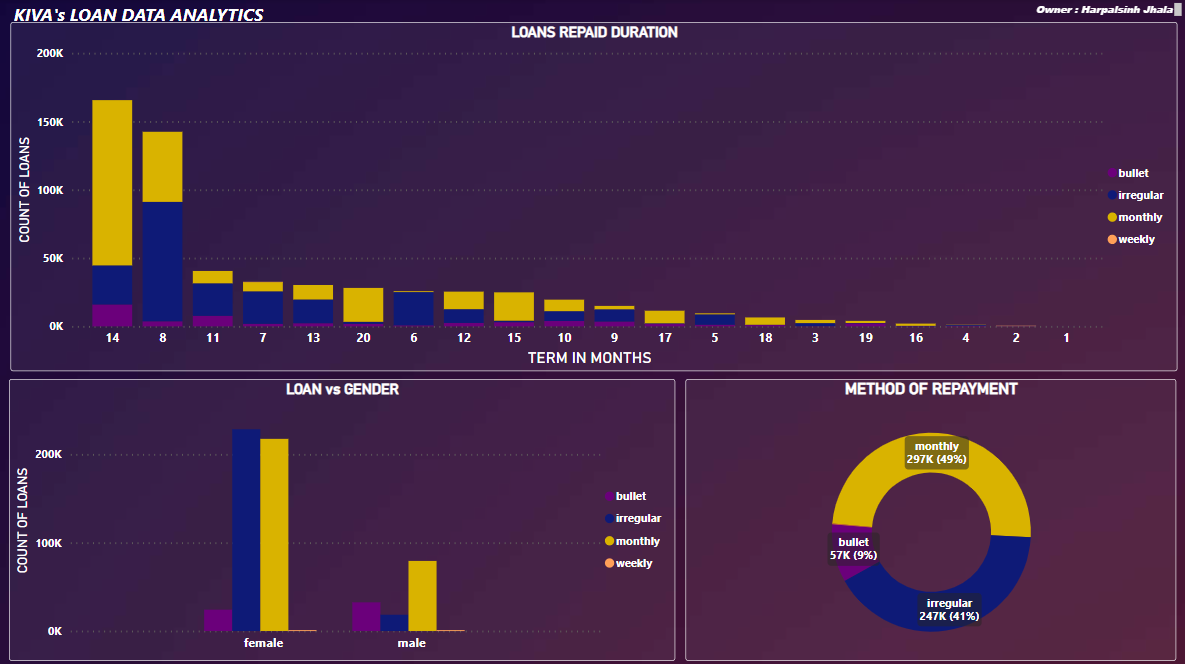 KIVA's LOAN DATA ANALYTICS
Owner : Harpalsinh Jhala
LOANS REPAID DURATION
200K
150K
100K
50K
0K
COUNT OF LOANS
14 8 11 7 13 20 6 12 15 10 9 17 5 18 3 19 16 4 2 1
TERM IN MONTHS
bullet
irregular
monthly
weekly
LOAN vs GENDER
200K
100K
0K
COUNT OF LOANS
female male
bullet
irregular
monthly
weekly
METHOD OF REPAYMENT
monthly
297K (49%)
bullet
57K (9%)
irregular
247K (41%)